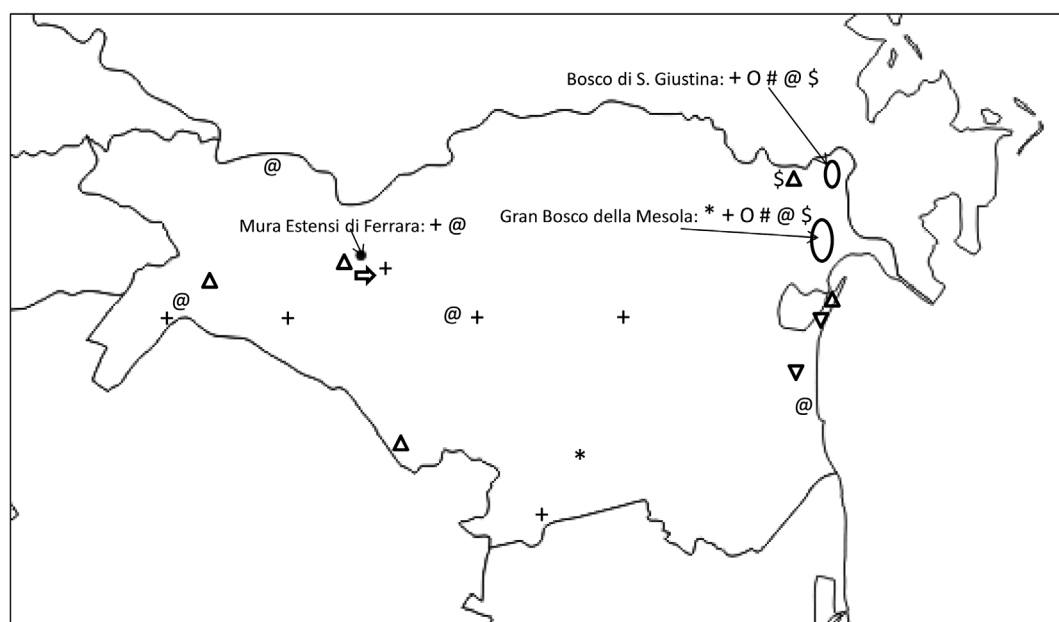 Bosco di S. Giustina: + O # @ $
@
$
Gran Bosco della Mesola: * + O # @ $
Mura Estensi di Ferrara: + @
+
@
+ + @ + +
@
*
+